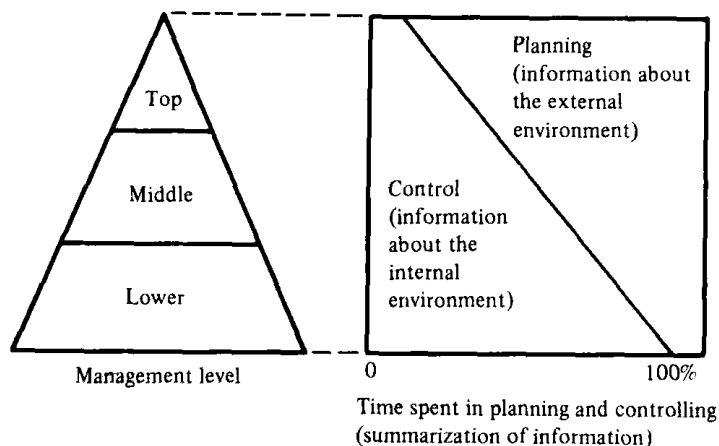 Top
Middle
Lower
Management level
Planning
(information about
the external
environment)
Control
(information
about the
internal
environment)
0
100%
Time spent in planning and controlling
(summarization of information)